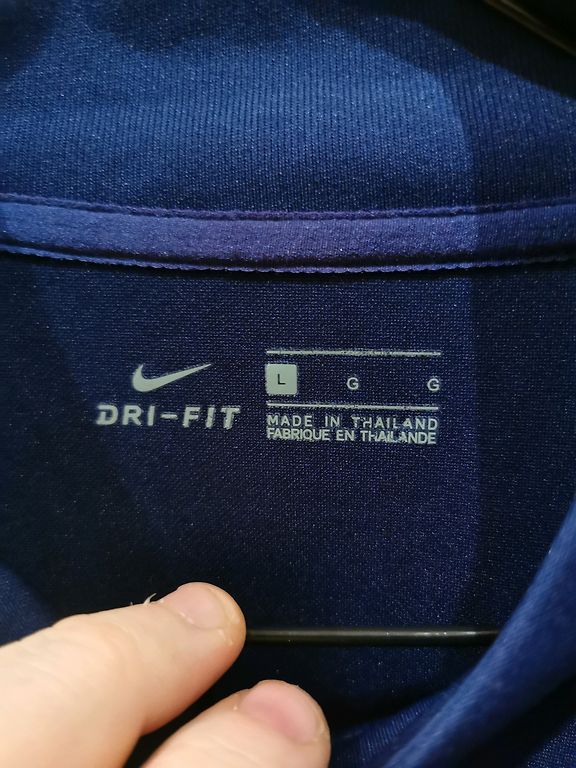 DRI-FIT
L G G
MADE IN THAILAND
FABRIQUE EN THAILANDE